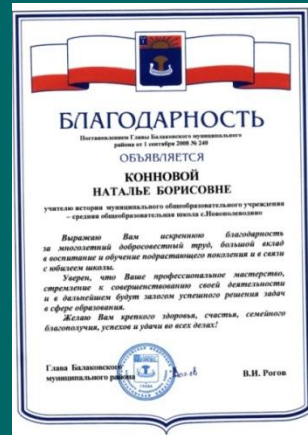 БЛАГОДАРНОСТЬ
Постановлением Главы Балаковского муниципального
района от 1 сентября 2008 № 240
ОБЪЯВЛЯЕТСЯ
КОННОВОЙ
НАТАЛЬЕ БОРИСОВНЕ
учителю истории муниципального общеобразовательного учреждения
– средняя общеобразовательная школа с.Новополеводино
Выражаю Вам искреннюю благодарность
за многолетний добросовестный труд, большой вклад
в воспитание и обучение подрастающего поколения и в связи
с юбилеем школы.
Уверен, что Ваше профессиональное мастерство,
стремление к совершенствованию своей деятельности
и в дальнейшем будут залогом успешного решения задач
в сфере образования.
Желаю Вам крепкого здоровья, счастья, семейного
благополучия, успехов и удачи во всех делах!
Глава Балаковского
муниципального района В.И. Рогов